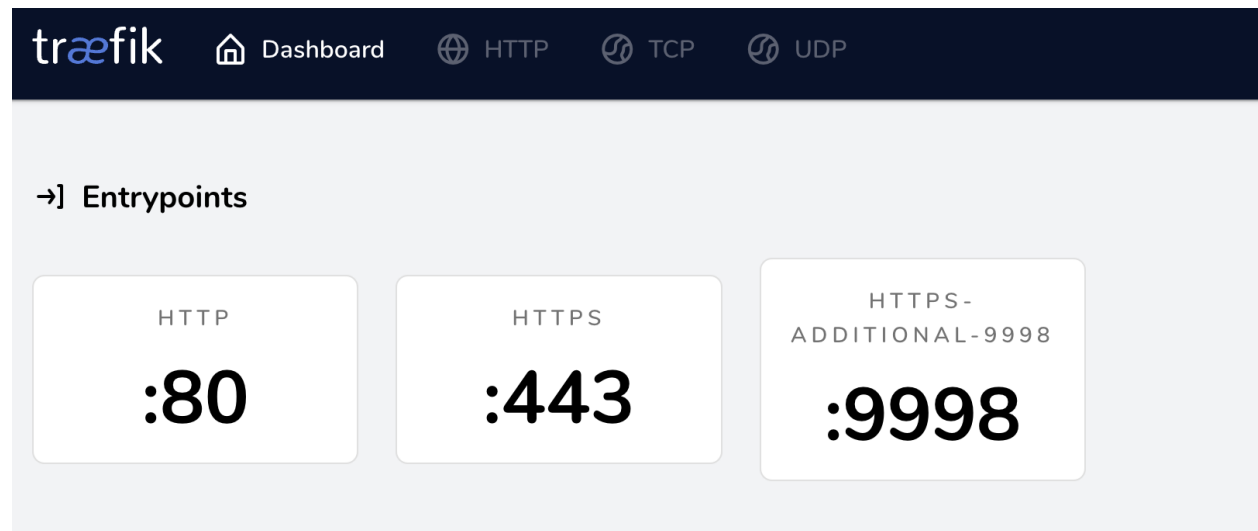 træfik Dashboard HTTP TCP UDP
Entrypoints
HTTP
:80
HTTPS
:443
HTTPS-
ADDITIONAL-9998
:9998